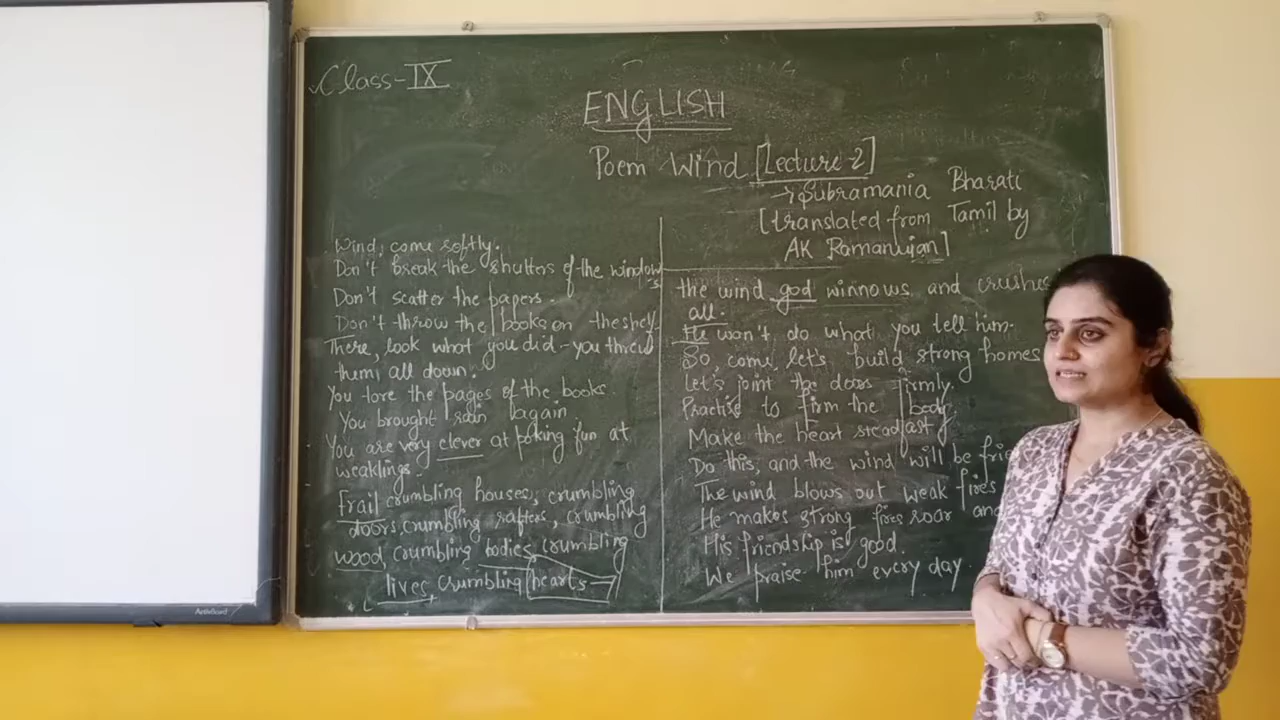 Class-IX
ENGLISH
Poem Wind [Lecture-2]
→ Subramania Bharati
[translated from Tamil by
AK Ramanujan]
Wind, come softly.
Don't break the shutters of the windows
Don't scatter the papers.
Don't throw the books on the shelf.
There, look what you did - you threw
them all down.
You tore the pages of the books.
You brought rain again.
You are very clever at poking fun at
weaklings.
Frail crumbling houses, crumbling
doors, crumbling rafters, crumbling
wood, crumbling bodies, crumbling
lives, crumbling hearts
the wind god winnows and crushes
all.
He won't do what you tell him.
So, come, let's build strong homes
Let's joint the doors firmly.
Practise to firm the body.
Make the heart steadfast
Do this, and the wind will be frie
The wind blows out weak fires
He makes strong fires roar and
His friendship is good.
We praise him every day.